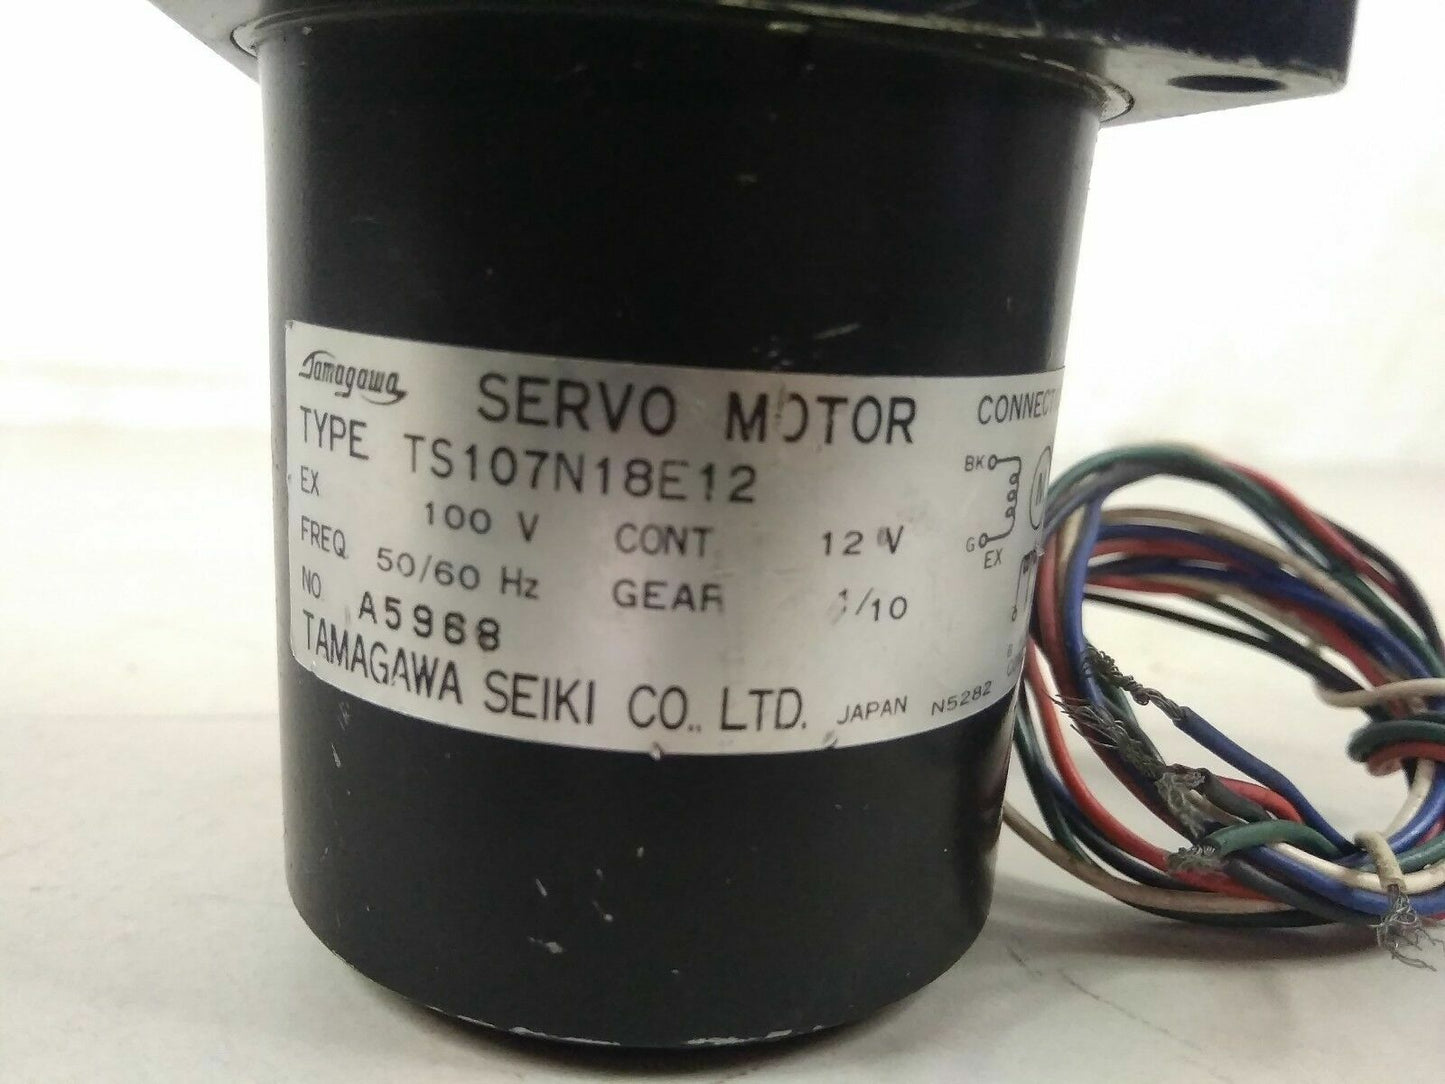 Tamagawa SERVO MOTOR CONNECT
TYPE TS107N18E12
EX 100 V CONT 12 V
FREQ 50/60 Hz GEAR 1/10
NO A5968
TAMAGAWA SEIKI CO., LTD. JAPAN N5282
BK
G
EX